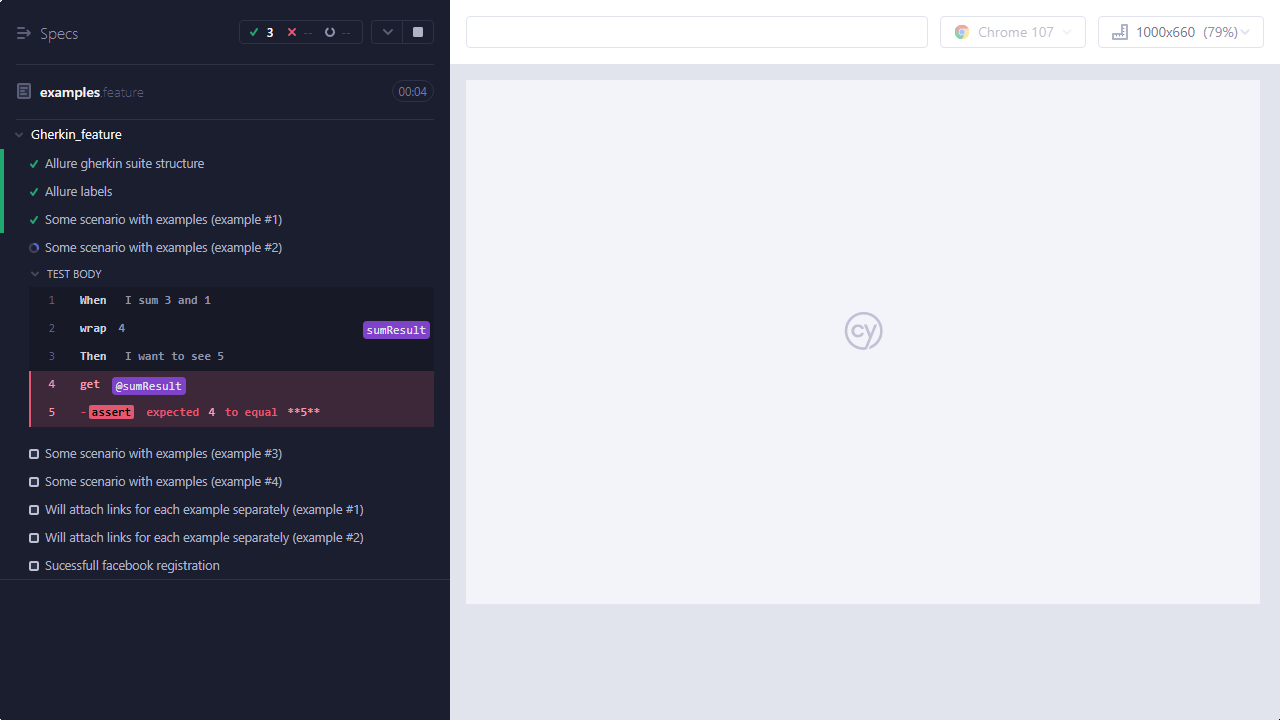 Specs 3 -- --
Chrome 107
1000x660 (79%)
examples.feature 00:04
Gherkin_feature
Allure gherkin suite structure
Allure labels
Some scenario with examples (example #1)
Some scenario with examples (example #2)
TEST BODY
1 When I sum 3 and 1
2 wrap 4 sumResult
3 Then I want to see 5
4 get @sumResult
5 -assert expected 4 to equal **5**
Some scenario with examples (example #3)
Some scenario with examples (example #4)
Will attach links for each example separately (example #1)
Will attach links for each example separately (example #2)
Sucessfull facebook registration
cy